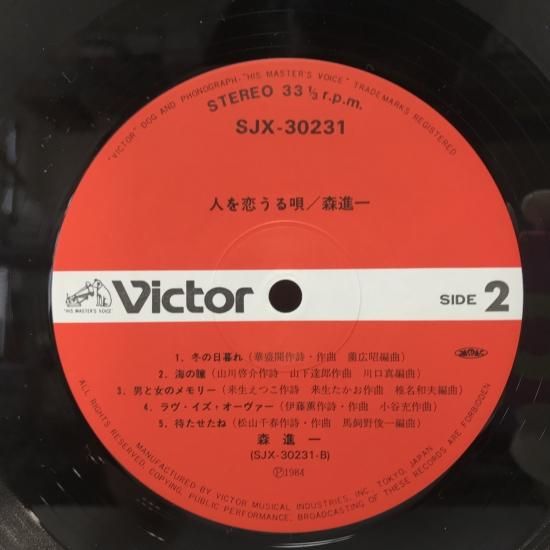 "VICTOR" DOG AND PHONOGRAPH-"HIS MASTER'S VOICE" TRADEMARKS REGISTERED
STEREO 33 1/3 r.p.m.
SJX-30231
人を恋うる唄/森進一
"HIS MASTER'S VOICE"
Victor
SIDE 2
1. 冬の日暮れ(華盛開作詩・作曲 薗広昭編曲)
2. 海の瞳(山川啓介作詩 山下達郎作曲 川口真編曲)
3. 男と女のメモリー(来生えつこ作詩 来生たかお作曲 椎名和夫編曲)
4. ラヴ・イズ・オーヴァー(伊藤薫作詩・作曲 小谷充作曲)
5. 待たせたね(松山千春作詩・作曲 馬飼野俊一編曲)
森 進 一
(SJX-30231-B)
Ⓟ1984
JASRAC
MANUFACTURED BY VICTOR MUSICAL INDUSTRIES, INC. TOKYO, JAPAN
ALL RIGHTS RESERVED, COPYING, PUBLIC PERFORMANCE, BROADCASTING OF THESE RECORDS ARE FORBIDDEN